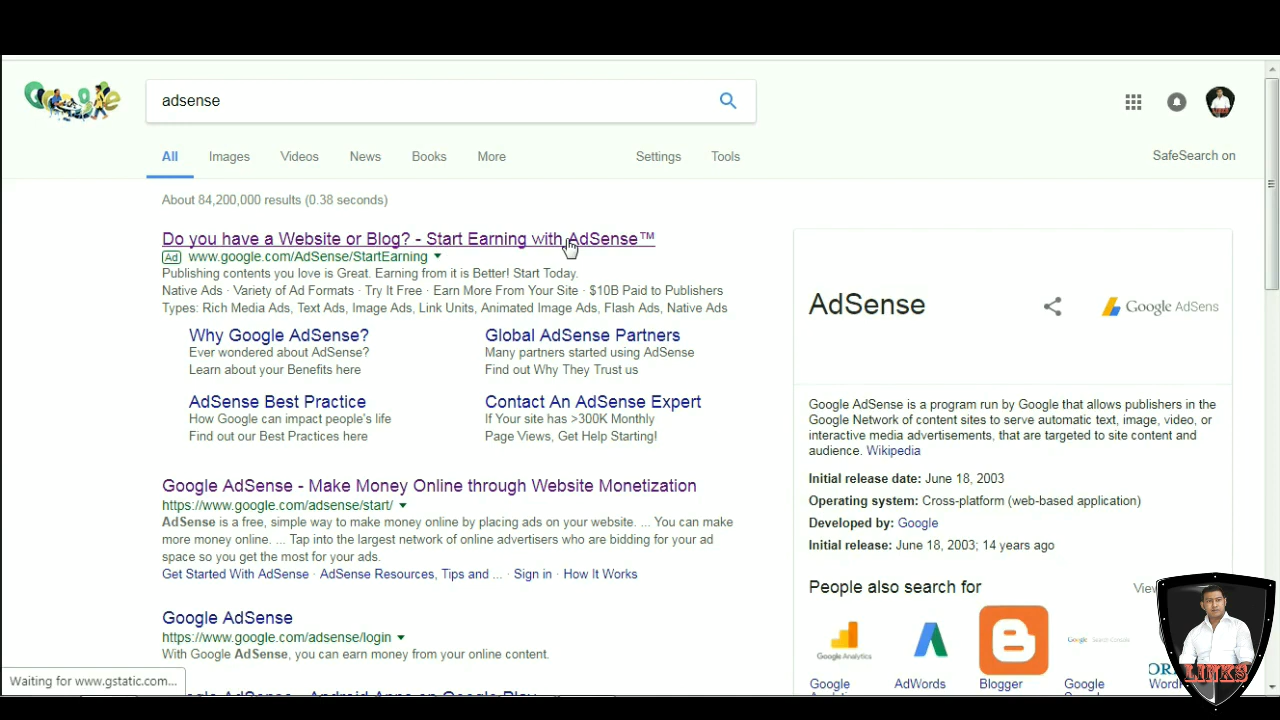 Google
adsense
All Images Videos News Books More Settings Tools
SafeSearch on
About 84,200,000 results (0.38 seconds)
Do you have a Website or Blog? - Start Earning with AdSense™
Ad www.google.com/AdSense/StartEarning
Publishing contents you love is Great. Earning from it is Better! Start Today.
Native Ads · Variety of Ad Formats · Try It Free · Earn More From Your Site · $10B Paid to Publishers
Types: Rich Media Ads, Text Ads, Image Ads, Link Units, Animated Image Ads, Flash Ads, Native Ads
Why Google AdSense?
Ever wondered about AdSense?
Learn about your Benefits here
Global AdSense Partners
Many partners started using AdSense
Find out Why They Trust us
AdSense Best Practice
How Google can impact people's life
Find out our Best Practices here
Contact An AdSense Expert
If Your site has >300K Monthly
Page Views, Get Help Starting!
Google AdSense - Make Money Online through Website Monetization
https://www.google.com/adsense/start/
AdSense is a free, simple way to make money online by placing ads on your website. ... You can make
more money online. ... Tap into the largest network of online advertisers who are bidding for your ad
space so you get the most for your ads.
Get Started With AdSense · AdSense Resources, Tips and ... · Sign in · How It Works
Google AdSense
https://www.google.com/adsense/login
With Google AdSense, you can earn money from your online content.
Google AdSense - Android Apps on Google Play
Waiting for www.gstatic.com...
AdSense
Google AdSens
Google AdSense is a program run by Google that allows publishers in the
Google Network of content sites to serve automatic text, image, video, or
interactive media advertisements, that are targeted to site content and
audience. Wikipedia
Initial release date: June 18, 2003
Operating system: Cross-platform (web-based application)
Developed by: Google
Initial release: June 18, 2003; 14 years ago
People also search for
View
Google Analytics
Google Search Console
Google
AdWords
Blogger
Google
LINKS